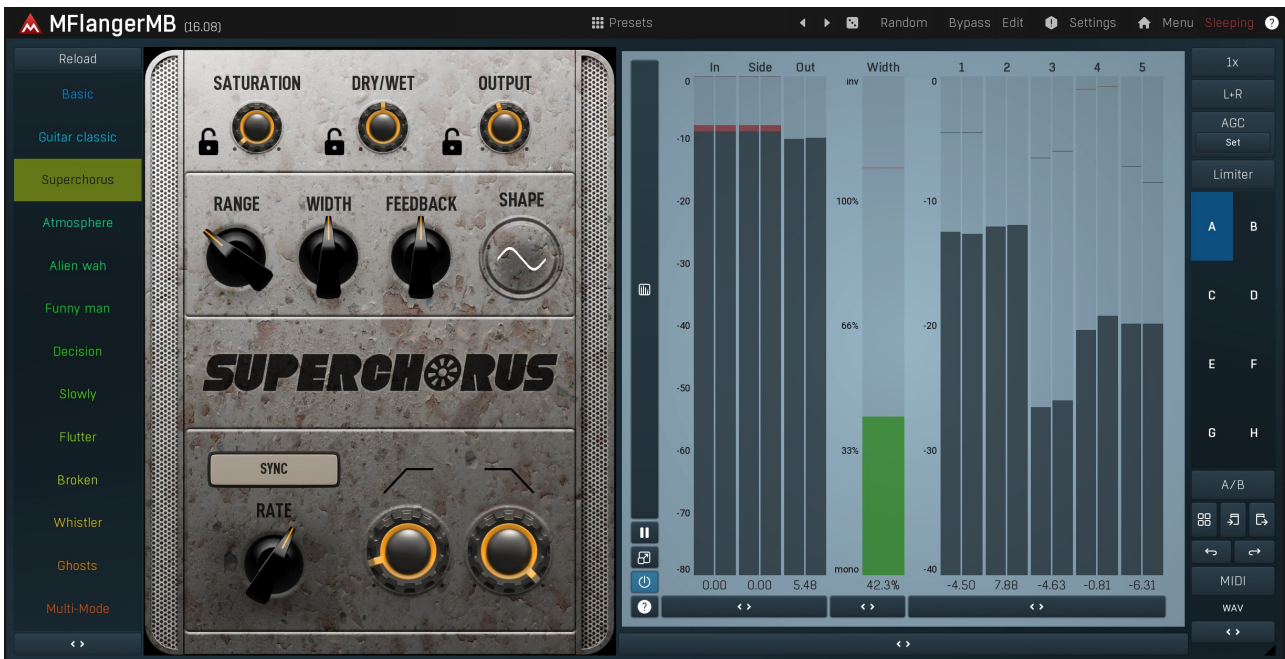 MFlangerMB (16.08)
Presets
Random
Bypass
Edit
Settings
Menu
Sleeping
?
Reload
Basic
Guitar classic
Superchorus
Atmosphere
Alien wah
Funny man
Decision
Slowly
Flutter
Broken
Whistler
Ghosts
Multi-Mode
SATURATION DRY/WET OUTPUT
RANGE WIDTH FEEDBACK SHAPE
SUPERCHORUS
SYNC
RATE
In Side Out Width 1 2 3 4 5
0 inv 0
-10
-20 100% -10
-30
-40 66% -20
-50
-60 33% -30
-70
-80 mono -40
0.00 0.00 5.48 42.3% -4.50 7.88 -4.63 -0.81 -6.31
?
1x
L+R
AGC
Set
Limiter
A B
C D
E F
G H
A/B
MIDI
WAV